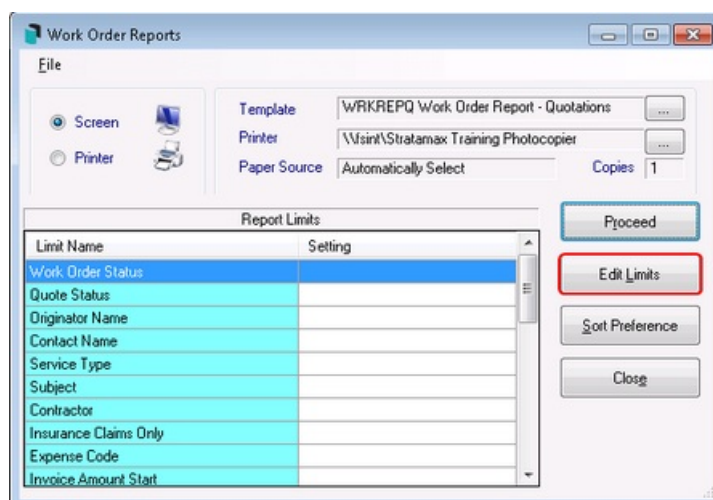 Work Order Reports
File
Screen
Printer
Template WRKREPQ Work Order Report - Quotations ...
Printer \\fsint\Stratamax Training Photocopier ...
Paper Source Automatically Select Copies 1
Report Limits
Limit Name Setting
Work Order Status
Quote Status
Originator Name
Contact Name
Service Type
Subject
Contractor
Insurance Claims Only
Expense Code
Invoice Amount Start
Proceed
Edit Limits
Sort Preference
Close